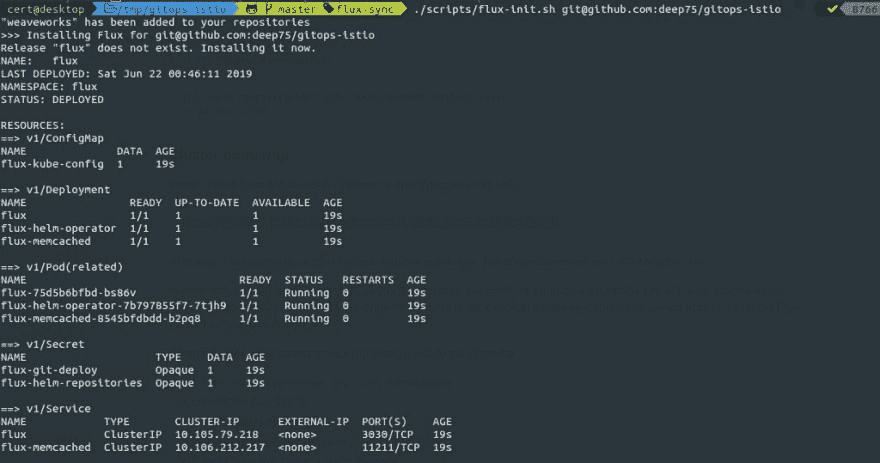 cert@desktop /tmp/gitops-istio master flux-sync ./scripts/flux-init.sh git@github.com:deep75/gitops-istio ✓ 8766
"weaveworks" has been added to your repositories
>>> Installing Flux for git@github.com:deep75/gitops-istio
Release "flux" does not exist. Installing it now.
NAME: flux
LAST DEPLOYED: Sat Jun 22 00:46:11 2019
NAMESPACE: flux
STATUS: DEPLOYED
RESOURCES:
==> v1/ConfigMap
NAME DATA AGE
flux-kube-config 1 19s
==> v1/Deployment
NAME READY UP-TO-DATE AVAILABLE AGE
flux 1/1 1 1 19s
flux-helm-operator 1/1 1 1 19s
flux-memcached 1/1 1 1 19s
==> v1/Pod(related)
NAME READY STATUS RESTARTS AGE
flux-75d5b6bfbd-bs86v 1/1 Running 0 19s
flux-helm-operator-7b797855f7-7tjh9 1/1 Running 0 19s
flux-memcached-8545bfdbdd-b2pq8 1/1 Running 0 19s
==> v1/Secret
NAME TYPE DATA AGE
flux-git-deploy Opaque 1 19s
flux-helm-repositories Opaque 1 19s
==> v1/Service
NAME TYPE CLUSTER-IP EXTERNAL-IP PORT(S) AGE
flux ClusterIP 10.105.79.218 <none> 3030/TCP 19s
flux-memcached ClusterIP 10.106.212.217 <none> 11211/TCP 19s